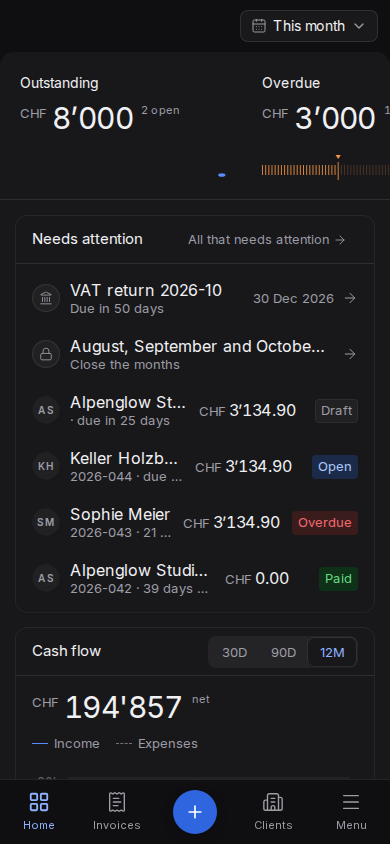 This month
Outstanding
CHF 8’000 2 open
Overdue
CHF 3’000
Needs attention
All that needs attention →
VAT return 2026-10
Due in 50 days
30 Dec 2026 →
August, September and Octobe... →
Close the months
AS
Alpenglow St...
· due in 25 days
CHF 3’134.90
Draft
KH
Keller Holzb...
2026-044 · due ...
CHF 3’134.90
Open
SM
Sophie Meier
2026-043 · 21 ...
CHF 3’134.90
Overdue
AS
Alpenglow Studi...
2026-042 · 39 days ...
CHF 0.00
Paid
Cash flow
30D 90D 12M
CHF 194'857 net
Income Expenses
Home Invoices Clients Menu